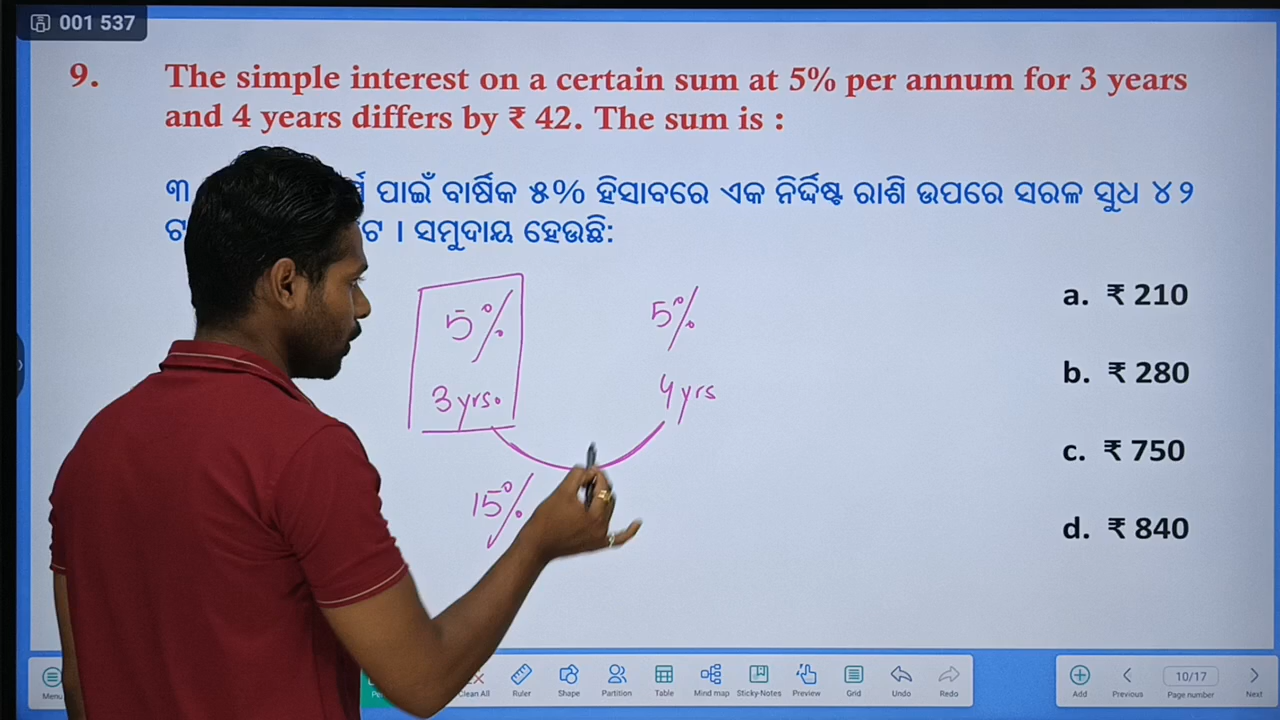 001 537
9. The simple interest on a certain sum at 5% per annum for 3 years
and 4 years differs by ₹ 42. The sum is :
୩ ପାଇଁ ବାର୍ଷିକ ୫% ହିସାବରେ ଏକ ନିର୍ଦ୍ଦିଷ୍ଟ ରାଶି ଉପରେ ସରଳ ସୁଧ ୪୨
। ସମୁଦାୟ ହେଉଛି:
5% 5%
3 yrs. 4 yrs
15%
a. ₹ 210
b. ₹ 280
c. ₹ 750
d. ₹ 840
Menu Clean All Ruler Shape Partition Table Mind map Sticky-Notes Preview Grid Undo Redo Add Previous 10/17 Page number Next